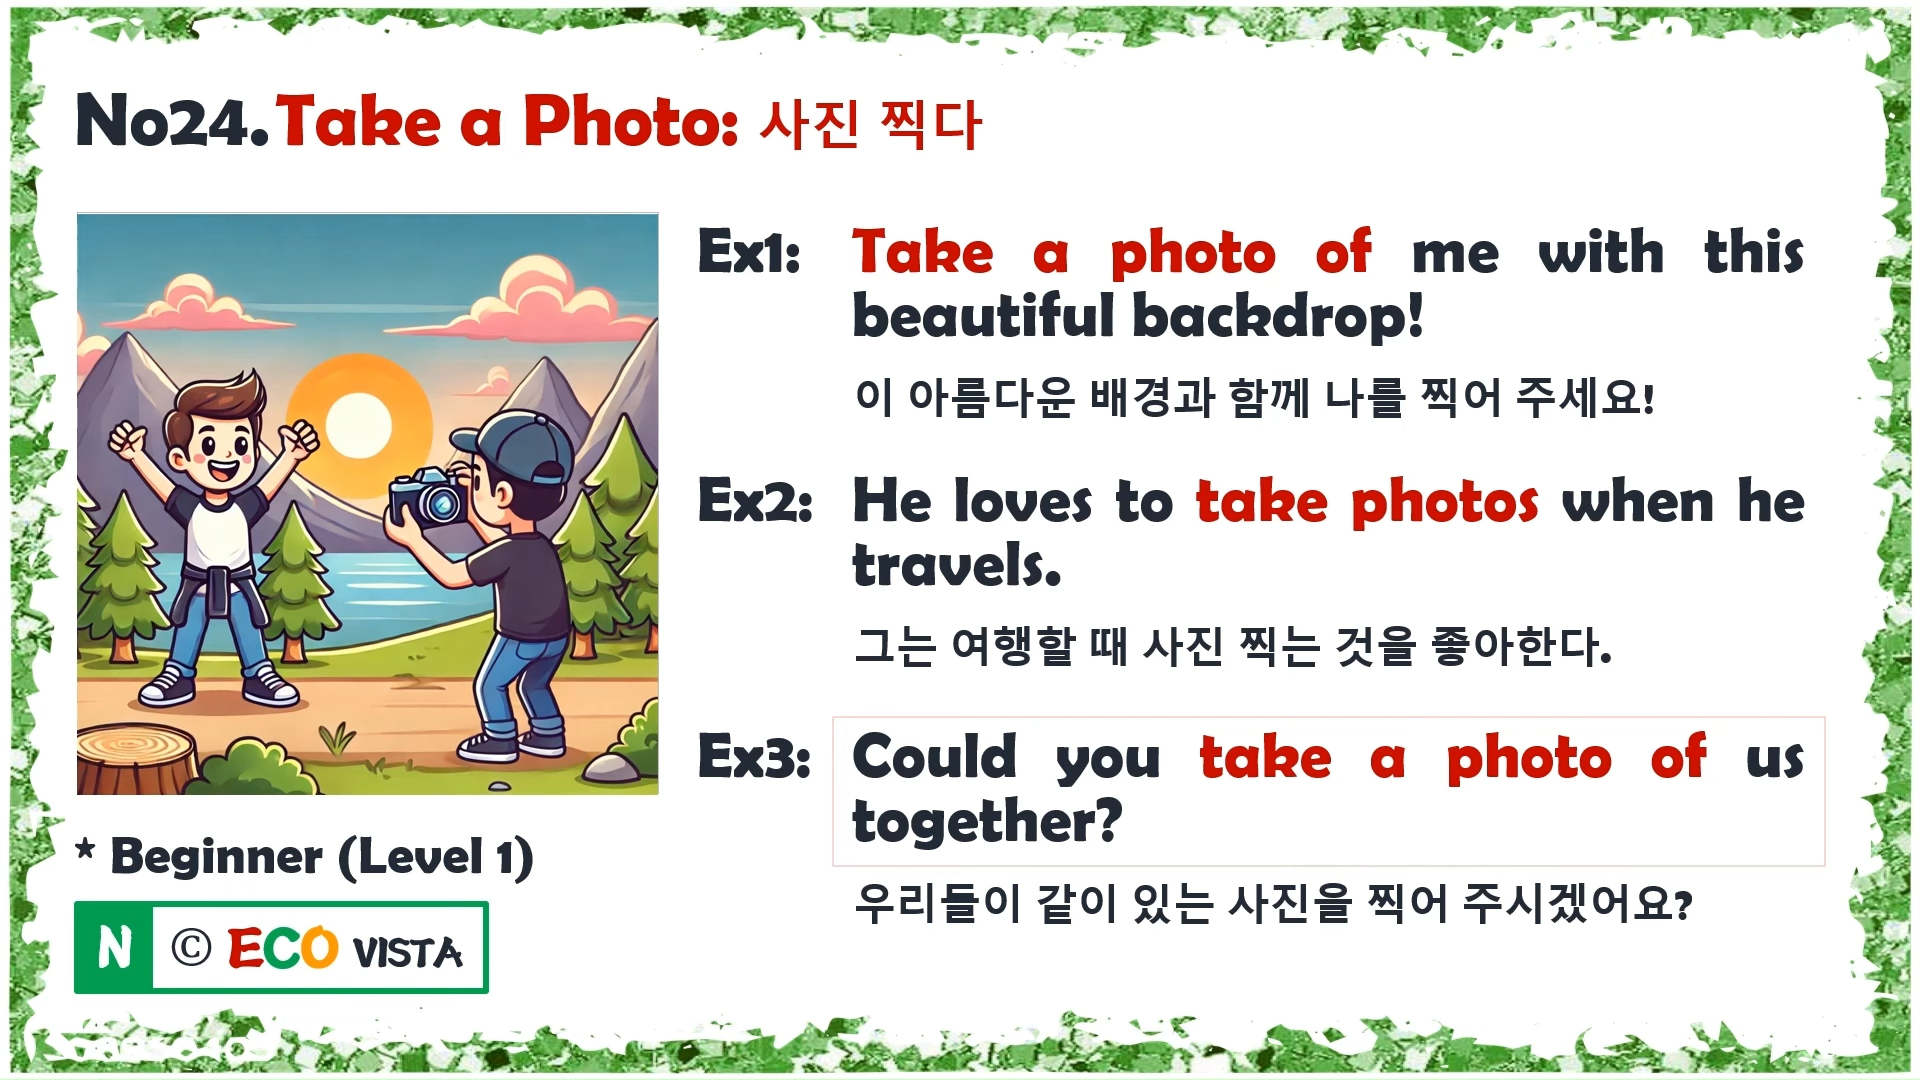 No24. Take a Photo: 사진 찍다
Ex1: Take a photo of me with this
beautiful backdrop!
이 아름다운 배경과 함께 나를 찍어 주세요!
Ex2: He loves to take photos when he
travels.
그는 여행할 때 사진 찍는 것을 좋아한다.
Ex3: Could you take a photo of us
together?
우리들이 같이 있는 사진을 찍어 주시겠어요?
* Beginner (Level 1)
N © ECO VISTA